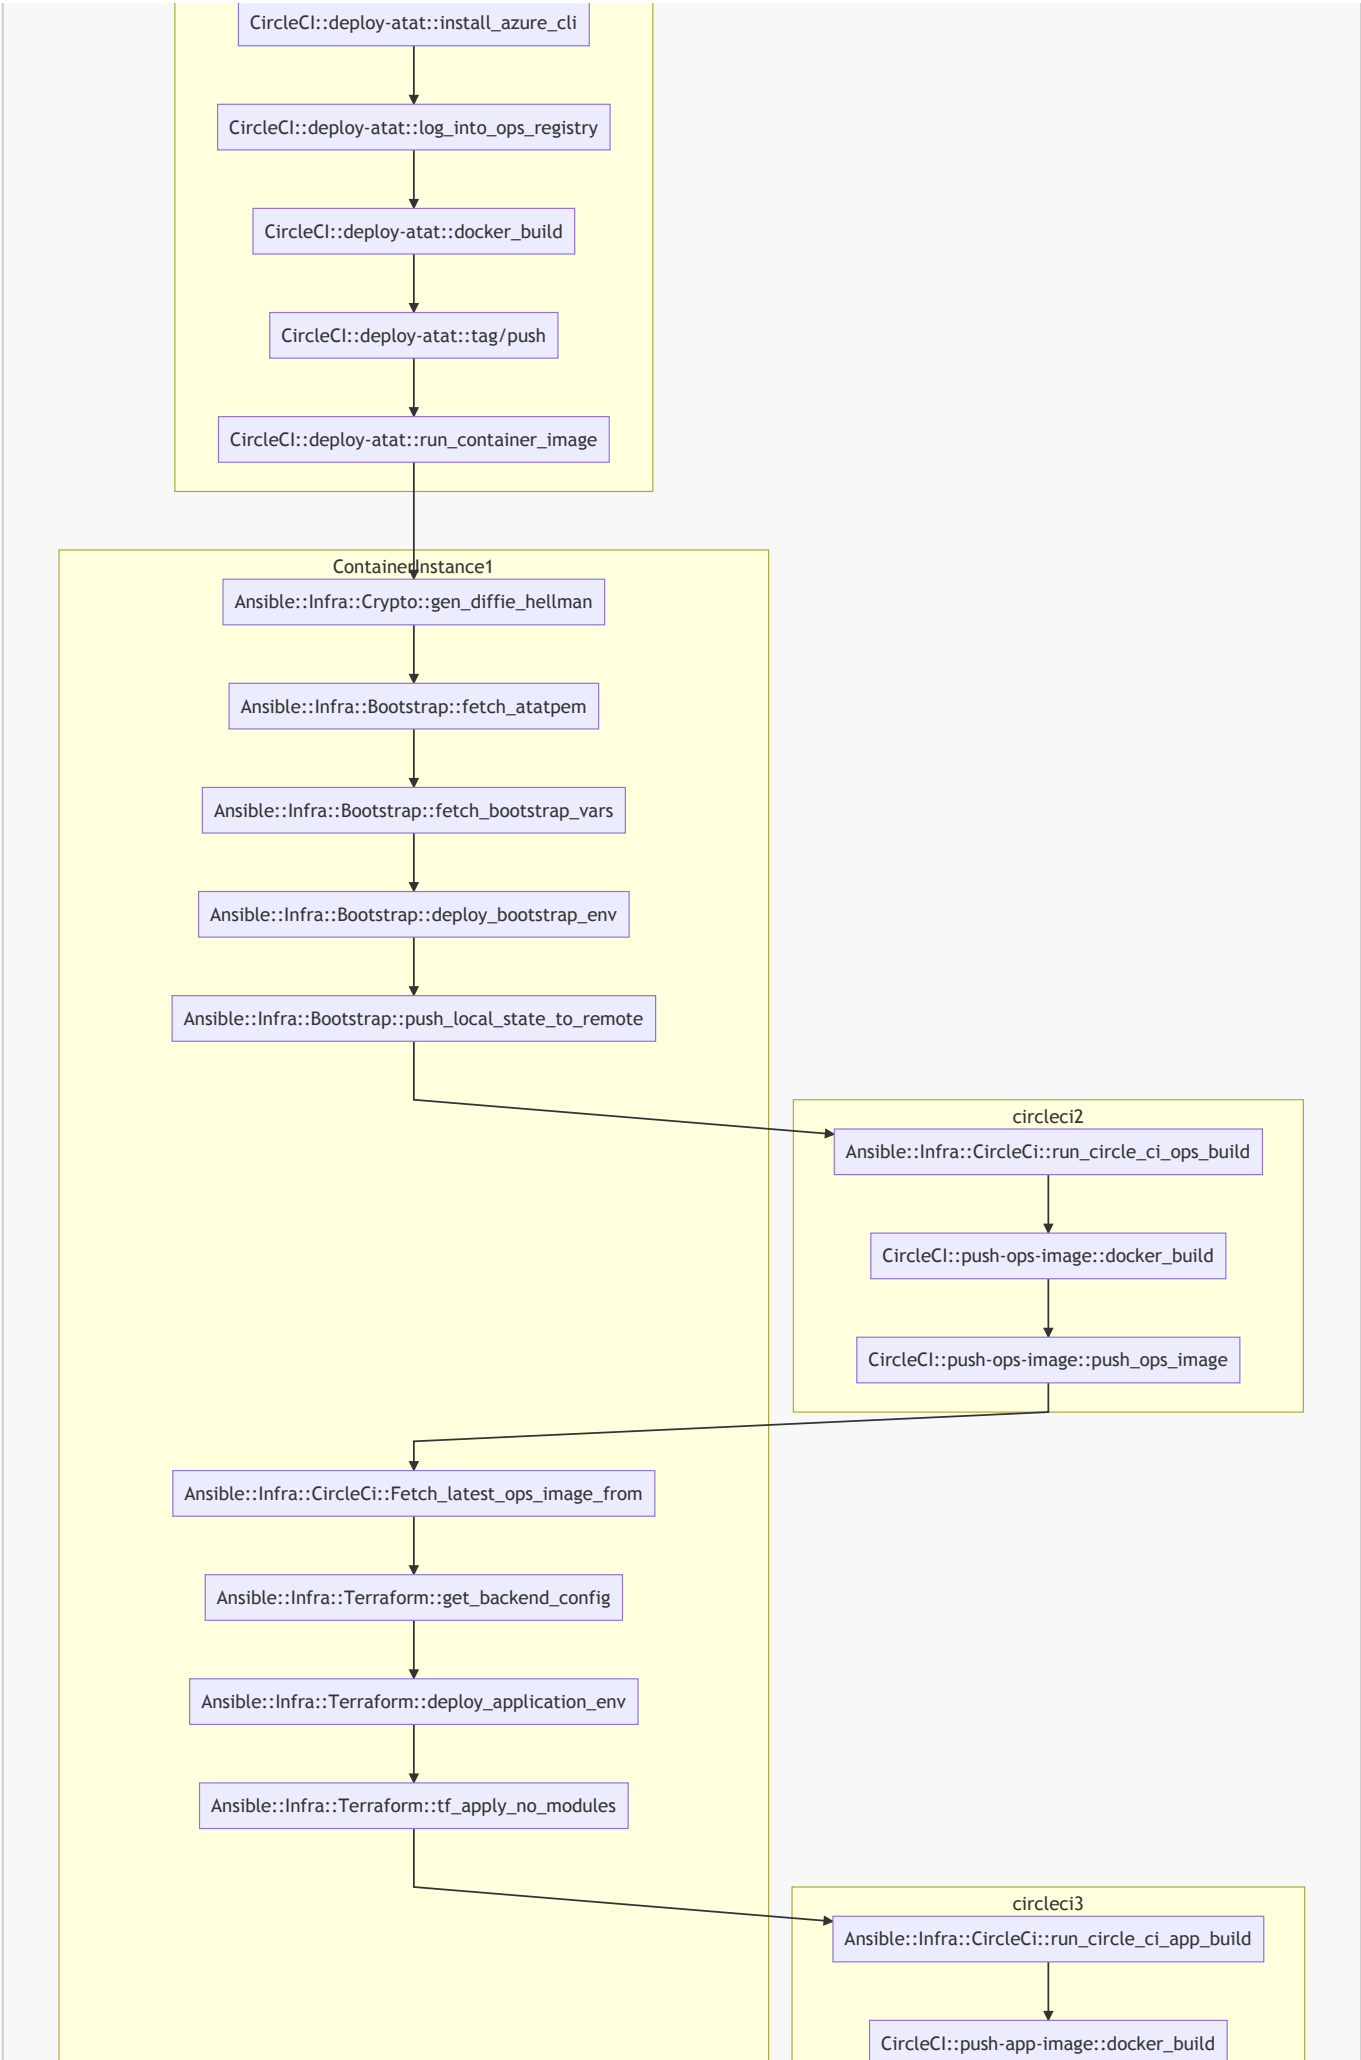 CircleCI::deploy-atat::install_azure_cli
CircleCI::deploy-atat::log_into_ops_registry
CircleCI::deploy-atat::docker_build
CircleCI::deploy-atat::tag/push
CircleCI::deploy-atat::run_container_image
ContainerInstance1
Ansible::Infra::Crypto::gen_diffie_hellman
Ansible::Infra::Bootstrap::fetch_atatpem
Ansible::Infra::Bootstrap::fetch_bootstrap_vars
Ansible::Infra::Bootstrap::deploy_bootstrap_env
Ansible::Infra::Bootstrap::push_local_state_to_remote
circleci2
Ansible::Infra::CircleCi::run_circle_ci_ops_build
CircleCI::push-ops-image::docker_build
CircleCI::push-ops-image::push_ops_image
Ansible::Infra::CircleCi::Fetch_latest_ops_image_from
Ansible::Infra::Terraform::get_backend_config
Ansible::Infra::Terraform::deploy_application_env
Ansible::Infra::Terraform::tf_apply_no_modules
circleci3
Ansible::Infra::CircleCi::run_circle_ci_app_build
CircleCI::push-app-image::docker_build